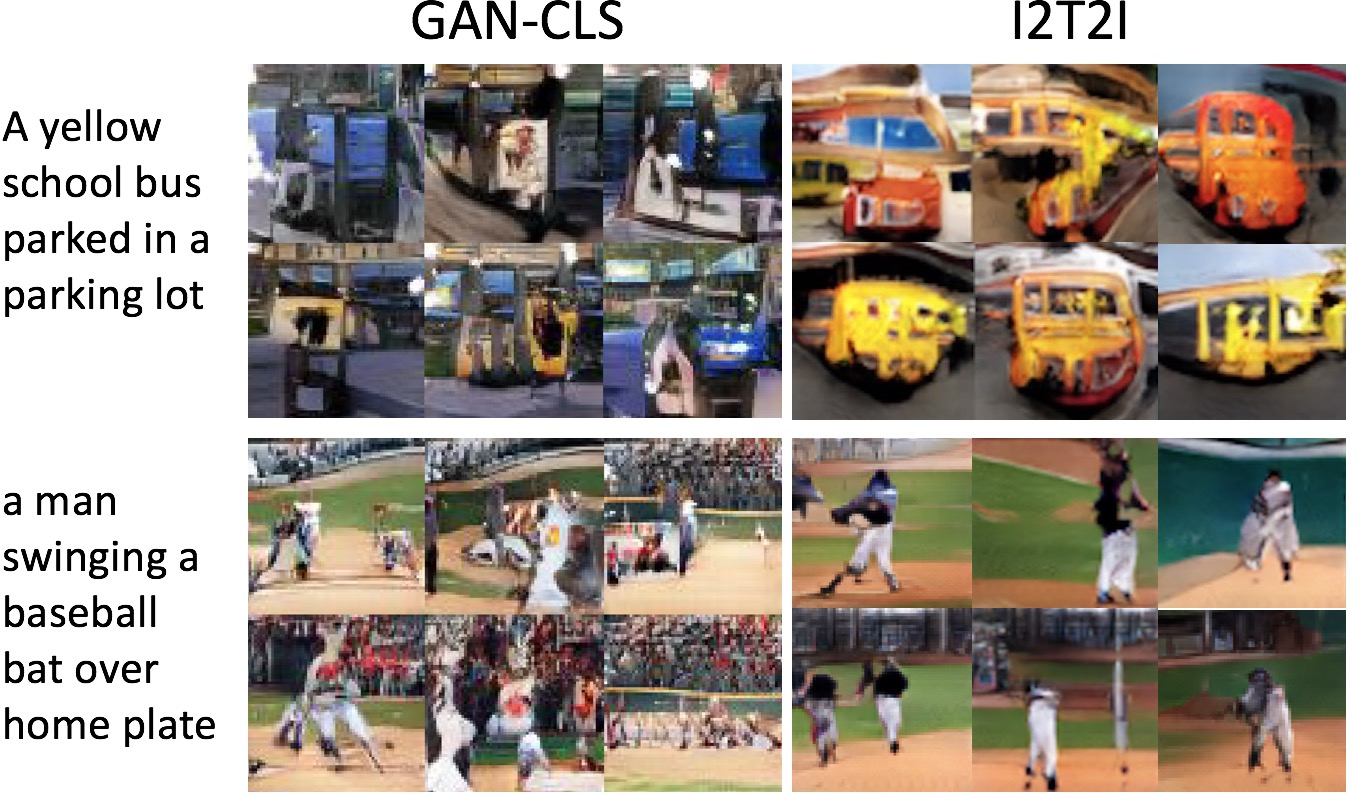 GAN-CLS
I2T2I
A yellow
school bus
parked in a
parking lot
a man
swinging a
baseball
bat over
home plate